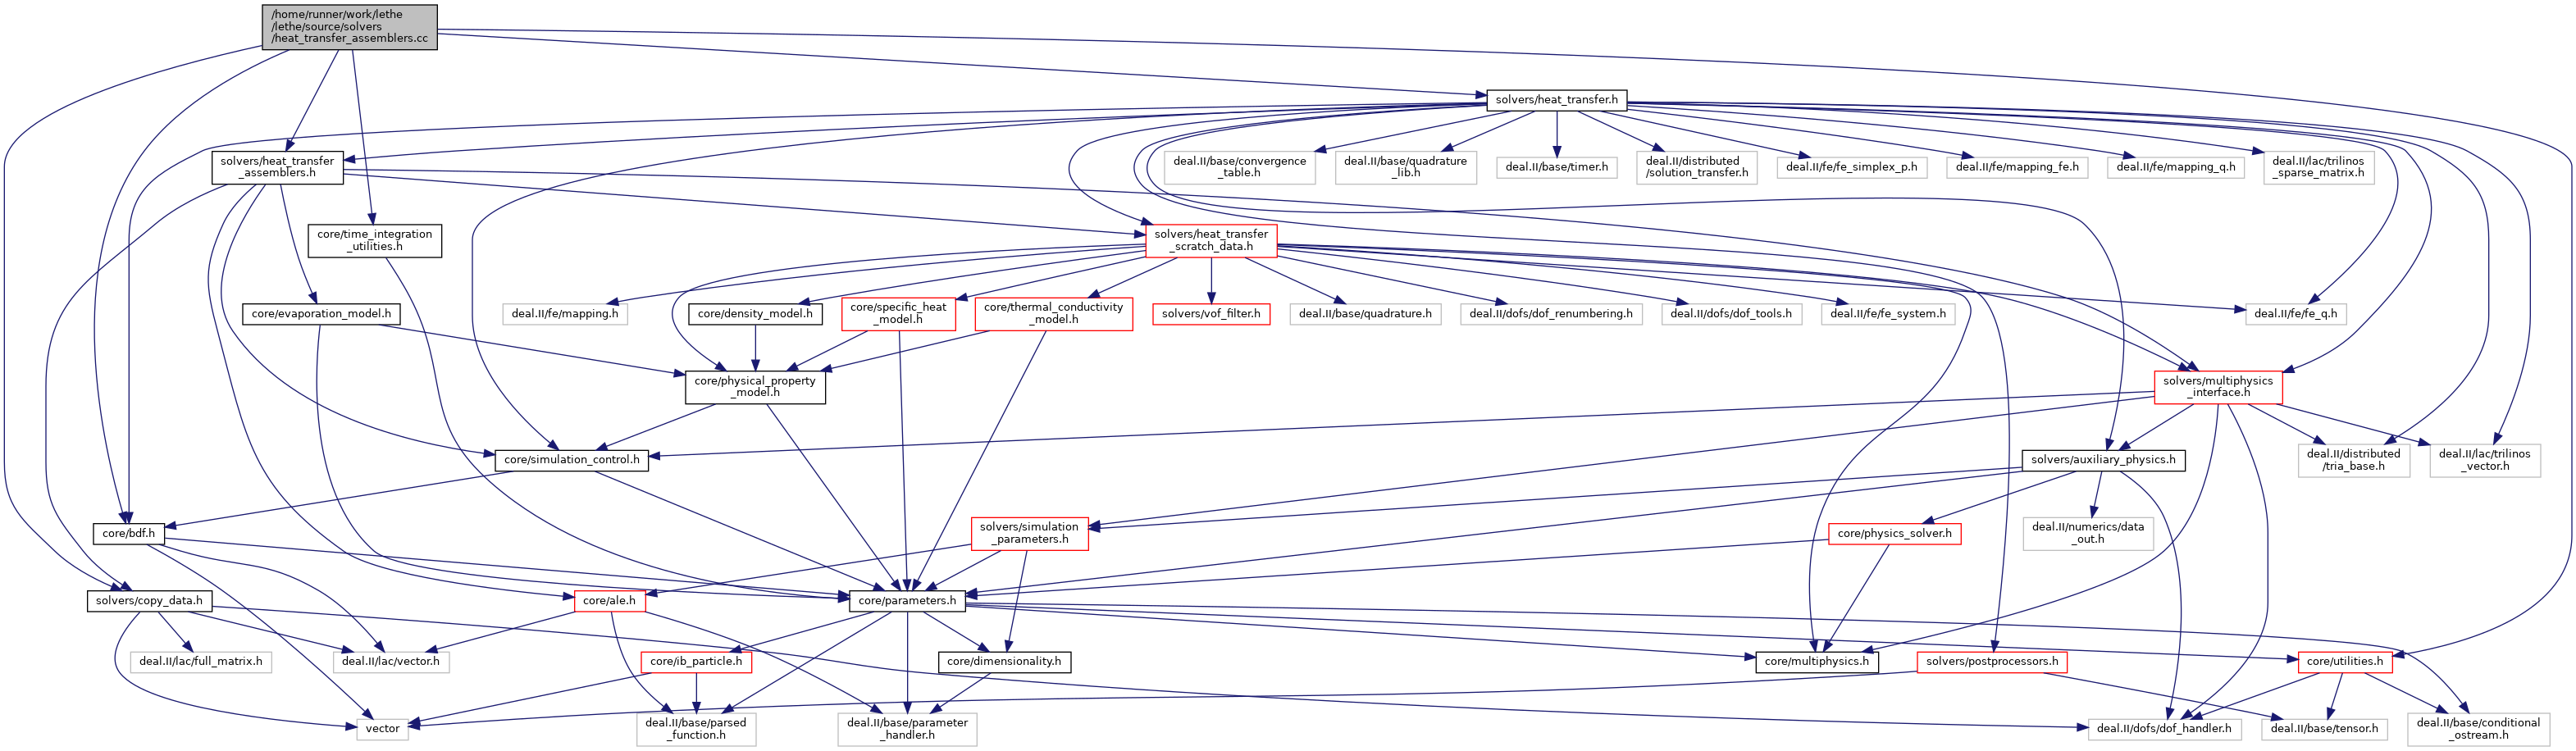 /home/runner/work/lethe
/lethe/source/solvers
/heat_transfer_assemblers.cc
solvers/heat_transfer.h
solvers/heat_transfer
_assemblers.h
deal.II/base/convergence
_table.h
deal.II/base/quadrature
_lib.h
deal.II/base/timer.h
deal.II/distributed
/solution_transfer.h
deal.II/fe/fe_simplex_p.h
deal.II/fe/mapping_fe.h
deal.II/fe/mapping_q.h
deal.II/lac/trilinos
_sparse_matrix.h
core/time_integration
_utilities.h
solvers/heat_transfer
_scratch_data.h
core/evaporation_model.h
deal.II/fe/mapping.h
core/density_model.h
core/specific_heat
_model.h
core/thermal_conductivity
_model.h
solvers/vof_filter.h
deal.II/base/quadrature.h
deal.II/dofs/dof_renumbering.h
deal.II/dofs/dof_tools.h
deal.II/fe/fe_system.h
deal.II/fe/fe_q.h
core/physical_property
_model.h
solvers/multiphysics
_interface.h
core/simulation_control.h
solvers/auxiliary_physics.h
deal.II/distributed
/tria_base.h
deal.II/lac/trilinos
_vector.h
core/bdf.h
solvers/simulation
_parameters.h
core/physics_solver.h
deal.II/numerics/data
_out.h
solvers/copy_data.h
core/ale.h
core/parameters.h
deal.II/lac/full_matrix.h
deal.II/lac/vector.h
core/ib_particle.h
core/dimensionality.h
core/multiphysics.h
solvers/postprocessors.h
core/utilities.h
vector
deal.II/base/parsed
_function.h
deal.II/base/parameter
_handler.h
deal.II/dofs/dof_handler.h
deal.II/base/tensor.h
deal.II/base/conditional
_ostream.h